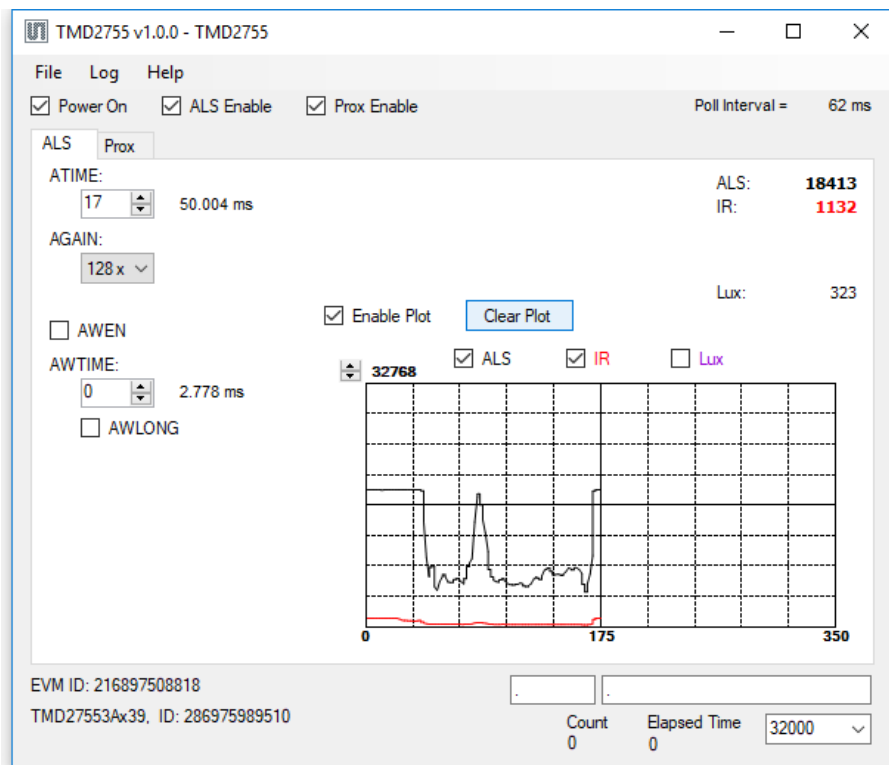 TMD2755 v1.0.0 - TMD2755
File Log Help
Power On ALS Enable Prox Enable Poll Interval = 62 ms
ALS Prox
ATIME:
17 50.004 ms
ALS: 18413
IR: 1132
AGAIN:
128 x
Lux: 323
Enable Plot Clear Plot
AWEN
ALS IR Lux
AWTIME:
0 2.778 ms
32768
AWLONG
0 175 350
EVM ID: 216897508818
. .
TMD27553Ax39, ID: 286975989510
Count Elapsed Time 32000
0 0